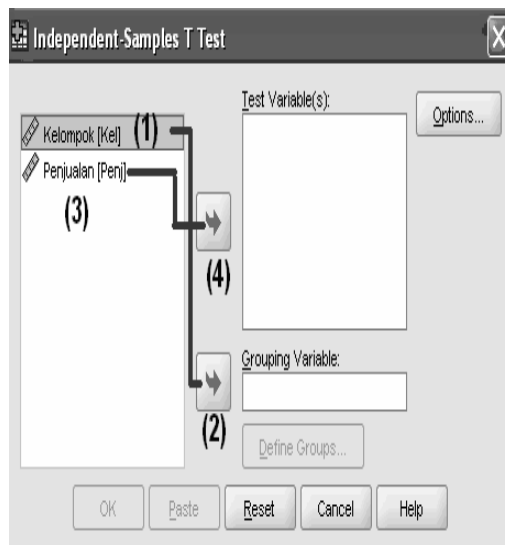 Independent-Samples T Test
Kelompok [Kel] (1)
Penjualan [Penj]
(3)
(4)
(2)
Test Variable(s):
Options...
Grouping Variable:
Define Groups...
OK
Paste
Reset
Cancel
Help